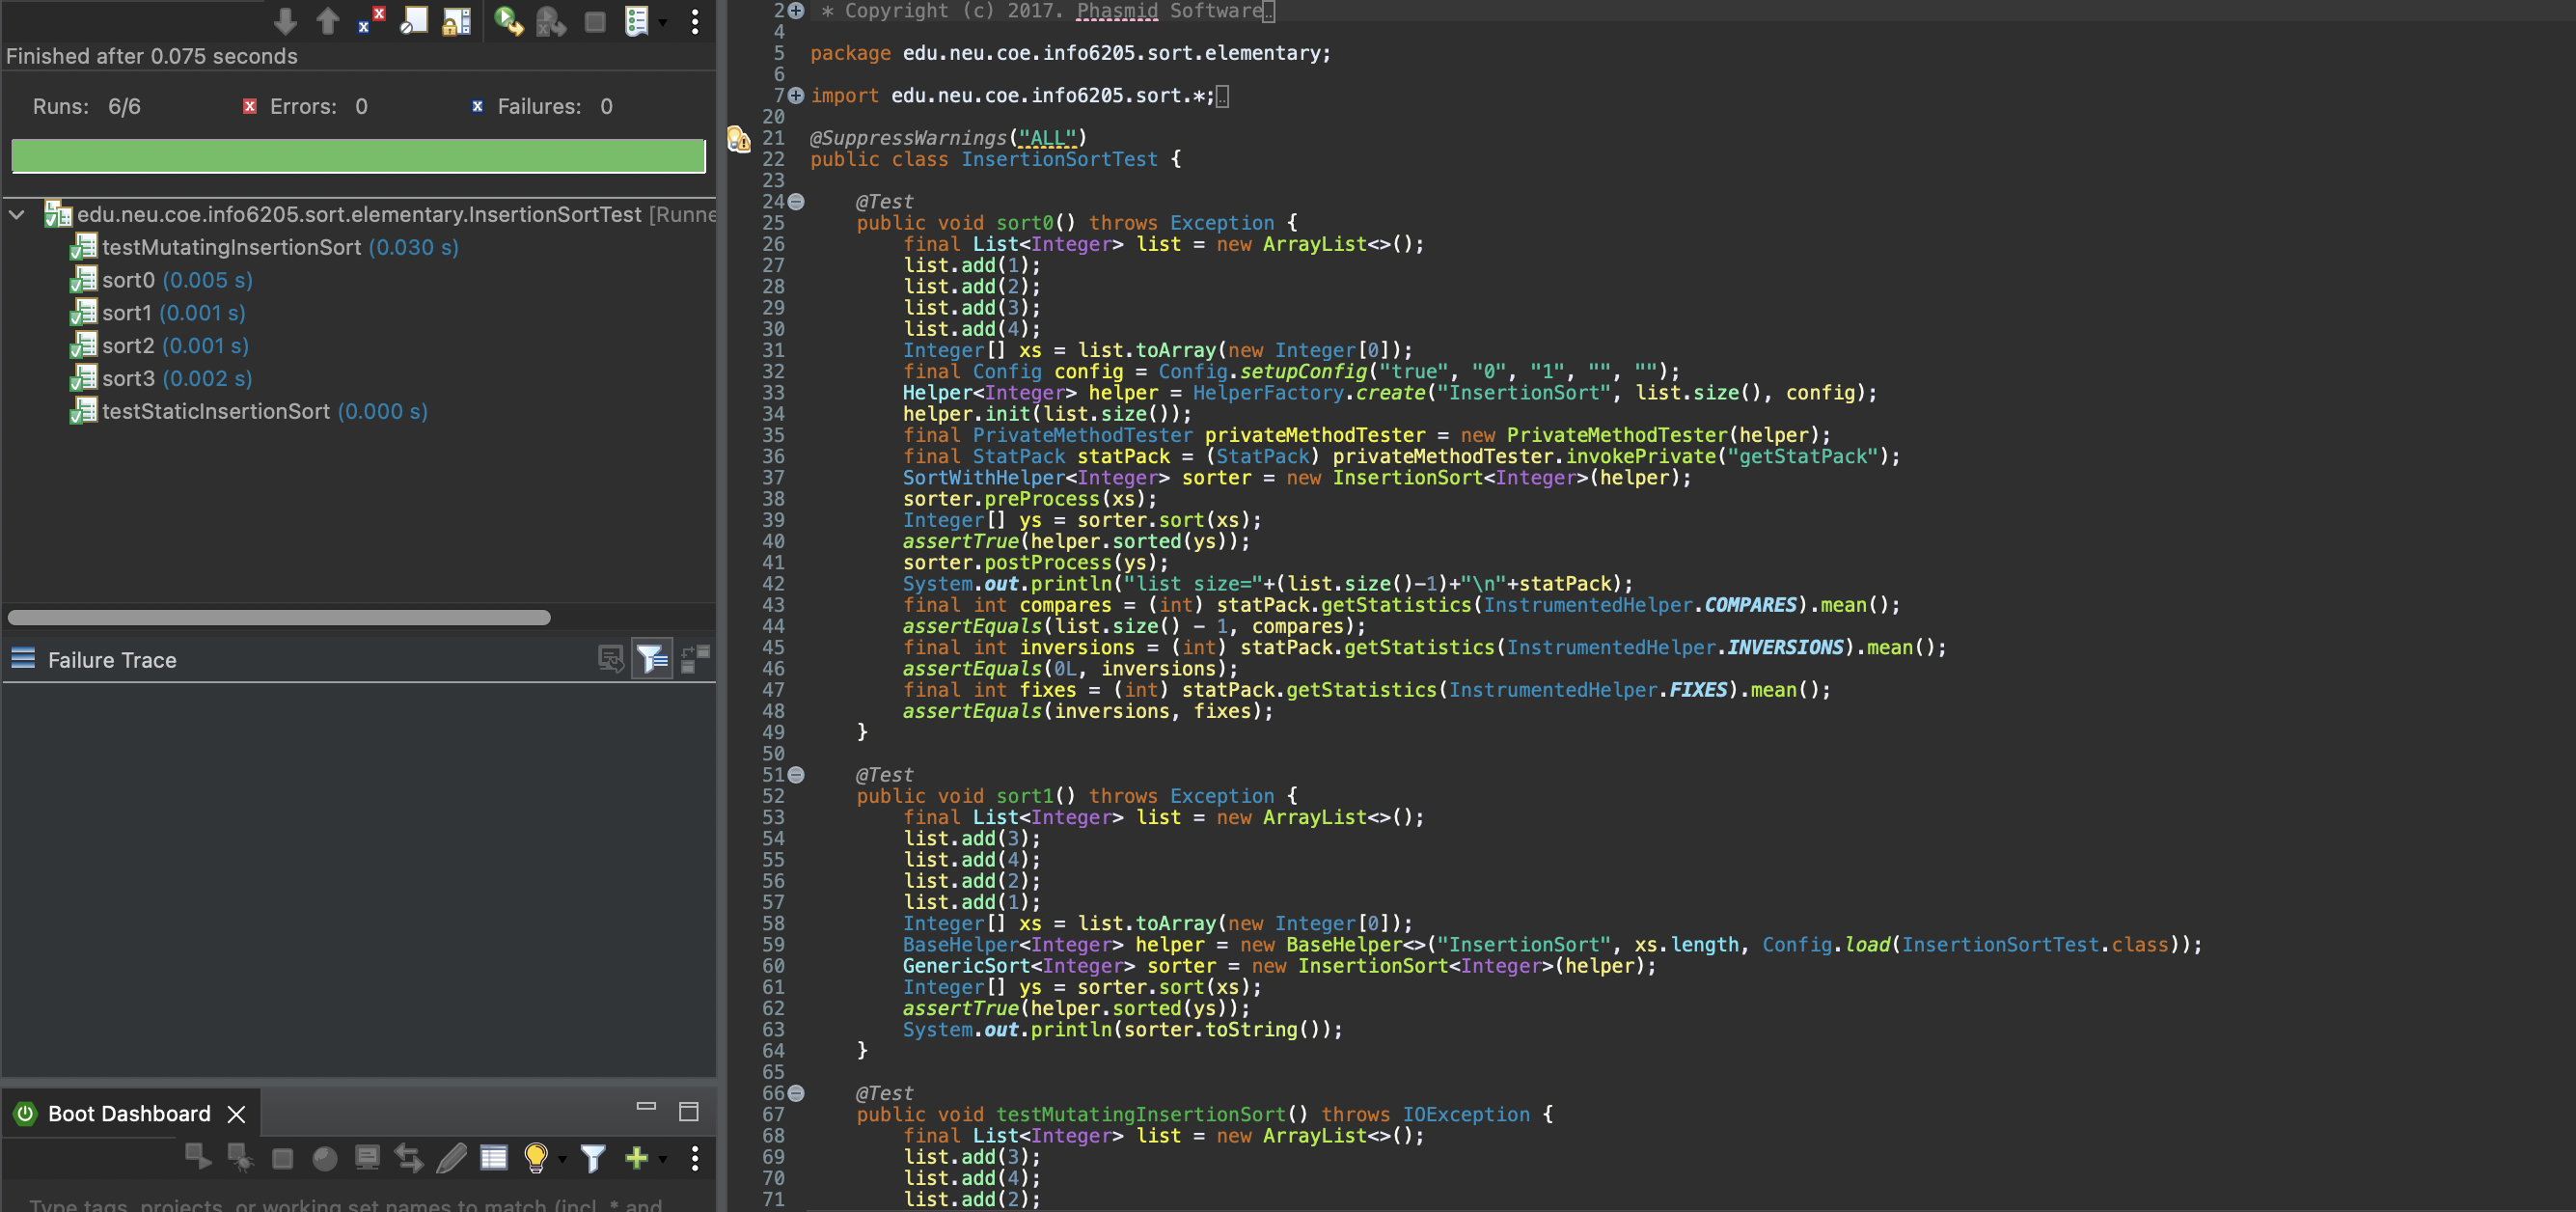 Finished after 0.075 seconds
Runs: 6/6 Errors: 0 Failures: 0
edu.neu.coe.info6205.sort.elementary.InsertionSortTest [Runne
testMutatingInsertionSort (0.030 s)
sort0 (0.005 s)
sort1 (0.001 s)
sort2 (0.001 s)
sort3 (0.002 s)
testStaticInsertionSort (0.000 s)
Failure Trace
Boot Dashboard
Type tags, projects, or working set names to match (incl. * and
2 * Copyright (c) 2017. Phasmid Software
4
5 package edu.neu.coe.info6205.sort.elementary;
6
7 import edu.neu.coe.info6205.sort.*;
20
21 @SuppressWarnings("ALL")
22 public class InsertionSortTest {
23
24 @Test
25 public void sort0() throws Exception {
26 final List<Integer> list = new ArrayList<>();
27 list.add(1);
28 list.add(2);
29 list.add(3);
30 list.add(4);
31 Integer[] xs = list.toArray(new Integer[0]);
32 final Config config = Config.setupConfig("true", "0", "1", "", "");
33 Helper<Integer> helper = HelperFactory.create("InsertionSort", list.size(), config);
34 helper.init(list.size());
35 final PrivateMethodTester privateMethodTester = new PrivateMethodTester(helper);
36 final StatPack statPack = (StatPack) privateMethodTester.invokePrivate("getStatPack");
37 SortWithHelper<Integer> sorter = new InsertionSort<Integer>(helper);
38 sorter.preProcess(xs);
39 Integer[] ys = sorter.sort(xs);
40 assertTrue(helper.sorted(ys));
41 sorter.postProcess(ys);
42 System.out.println("list size="+(list.size()-1)+"\n"+statPack);
43 final int compares = (int) statPack.getStatistics(InstrumentedHelper.COMPARES).mean();
44 assertEquals(list.size() - 1, compares);
45 final int inversions = (int) statPack.getStatistics(InstrumentedHelper.INVERSIONS).mean();
46 assertEquals(0L, inversions);
47 final int fixes = (int) statPack.getStatistics(InstrumentedHelper.FIXES).mean();
48 assertEquals(inversions, fixes);
49 }
50
51 @Test
52 public void sort1() throws Exception {
53 final List<Integer> list = new ArrayList<>();
54 list.add(3);
55 list.add(4);
56 list.add(2);
57 list.add(1);
58 Integer[] xs = list.toArray(new Integer[0]);
59 BaseHelper<Integer> helper = new BaseHelper<>("InsertionSort", xs.length, Config.load(InsertionSortTest.class));
60 GenericSort<Integer> sorter = new InsertionSort<Integer>(helper);
61 Integer[] ys = sorter.sort(xs);
62 assertTrue(helper.sorted(ys));
63 System.out.println(sorter.toString());
64 }
65
66 @Test
67 public void testMutatingInsertionSort() throws IOException {
68 final List<Integer> list = new ArrayList<>();
69 list.add(3);
70 list.add(4);
71 list.add(2);